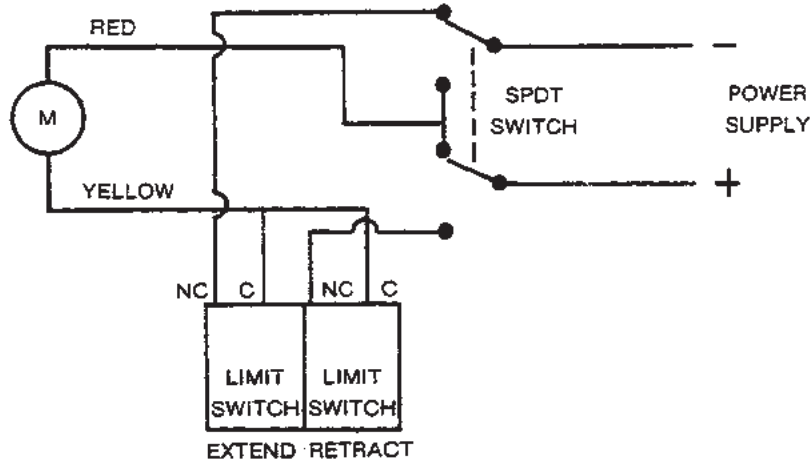 RED
−
SPDT
SWITCH
POWER
SUPPLY
M
+
YELLOW
NC C NC C
LIMIT SWITCH
LIMIT SWITCH
EXTEND RETRACT